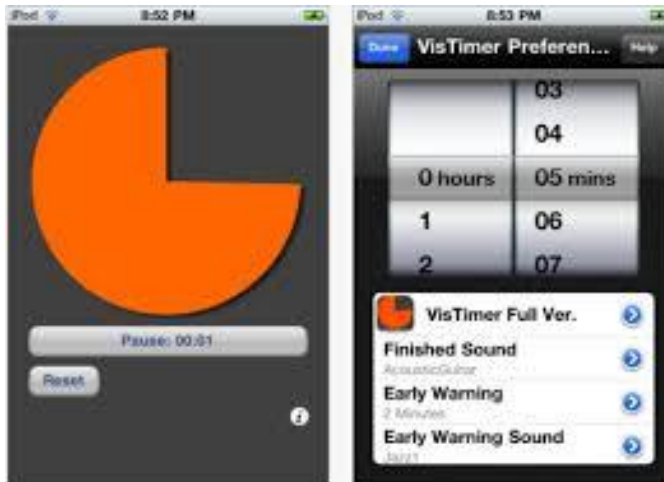 iPod 8:52 PM
Pause: 00:01
Reset
iPod 8:53 PM
Done VisTimer Preferen... Help
03
04
0 hours 05 mins
1 06
2 07
VisTimer Full Ver.
Finished Sound
AcousticGuitar
Early Warning
2 Minutes
Early Warning Sound
Jazz1